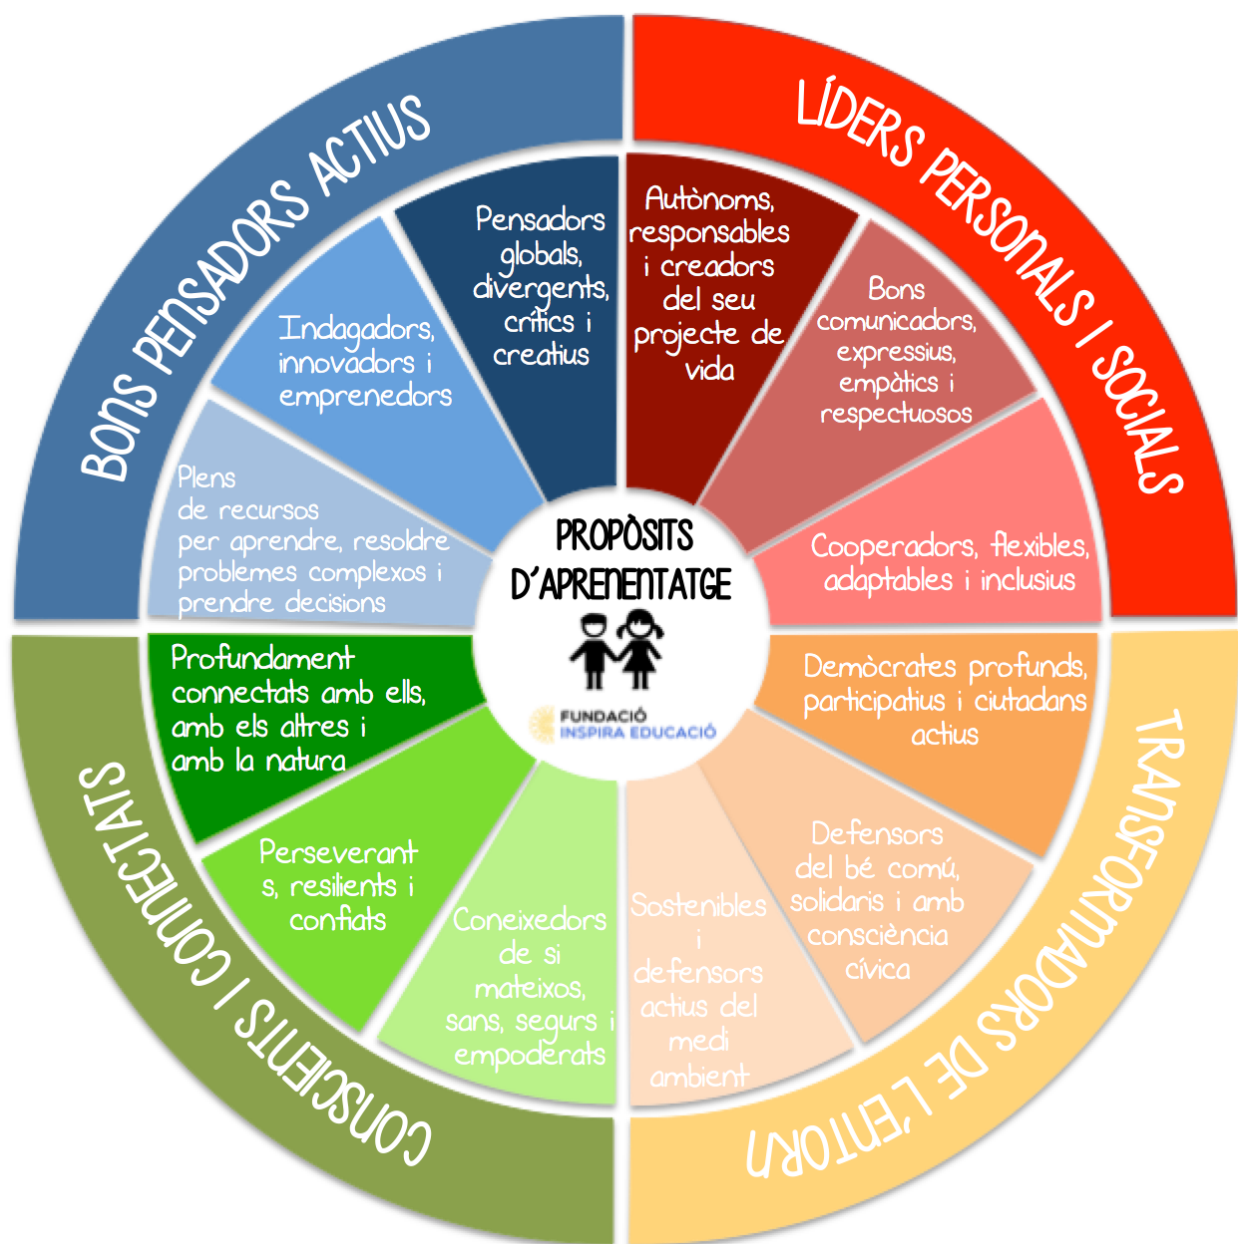 BONS PENSADORS ACTIUS
LÍDERS PERSONALS I SOCIALS
Pensadors
globals,
divergents,
crítics i
creatius
Autònoms,
responsables
i creadors
del seu
projecte de
vida
Indagadors,
innovadors i
emprenedors
Bons
comunicadors,
expressius,
empàtics i
respectuosos
Plens
de recursos
per aprendre, resoldre
problemes complexos i
prendre decisions
Cooperadors, flexibles,
adaptables i inclusius
PROPÒSITS
D'APRENENTATGE
FUNDACIÓ
INSPIRA EDUCACIÓ
Profundament
connectats amb ells,
amb els altres i
amb la natura
Demòcrates profunds,
participatius i ciutadans
actius
Perseverant
s, resilients i
confiats
Defensors
del bé comú,
solidaris i amb
consciència
cívica
Coneixedors
de si
mateixos,
sans, segurs i
empoderats
Sostenibles
i
defensors
actius del
medi
ambient
CONSCIENTS I CONNECTATS
TRANSFORMADORS DE L'ENTORN